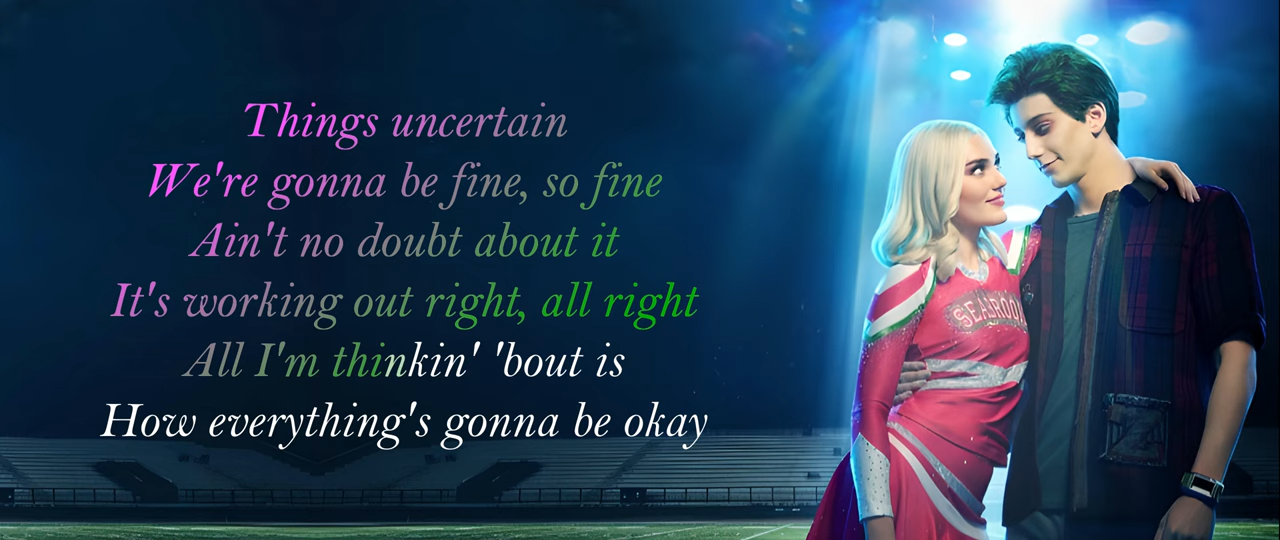 Things uncertain
We're gonna be fine, so fine
Ain't no doubt about it
It's working out right, all right
All I'm thinkin' 'bout is
How everything's gonna be okay
SEABROOK